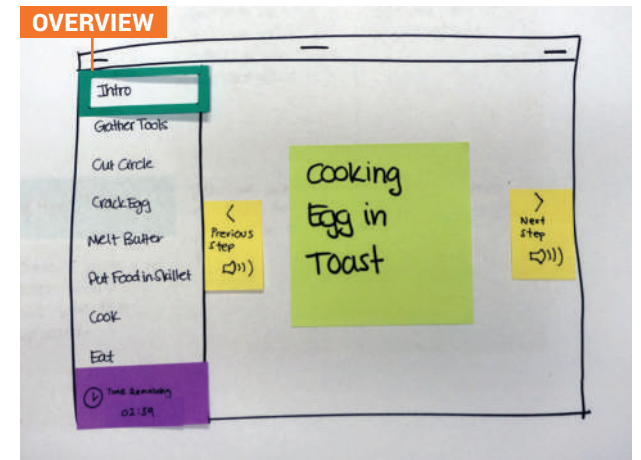 OVERVIEW
Intro
Gather Tools
Cut Circle
Crack Egg
Melt Butter
Put Food in Skillet
Cook
Eat
Time Remaining
02:59
<
Previous
step
Cooking
Egg in
Toast
>
Next
step